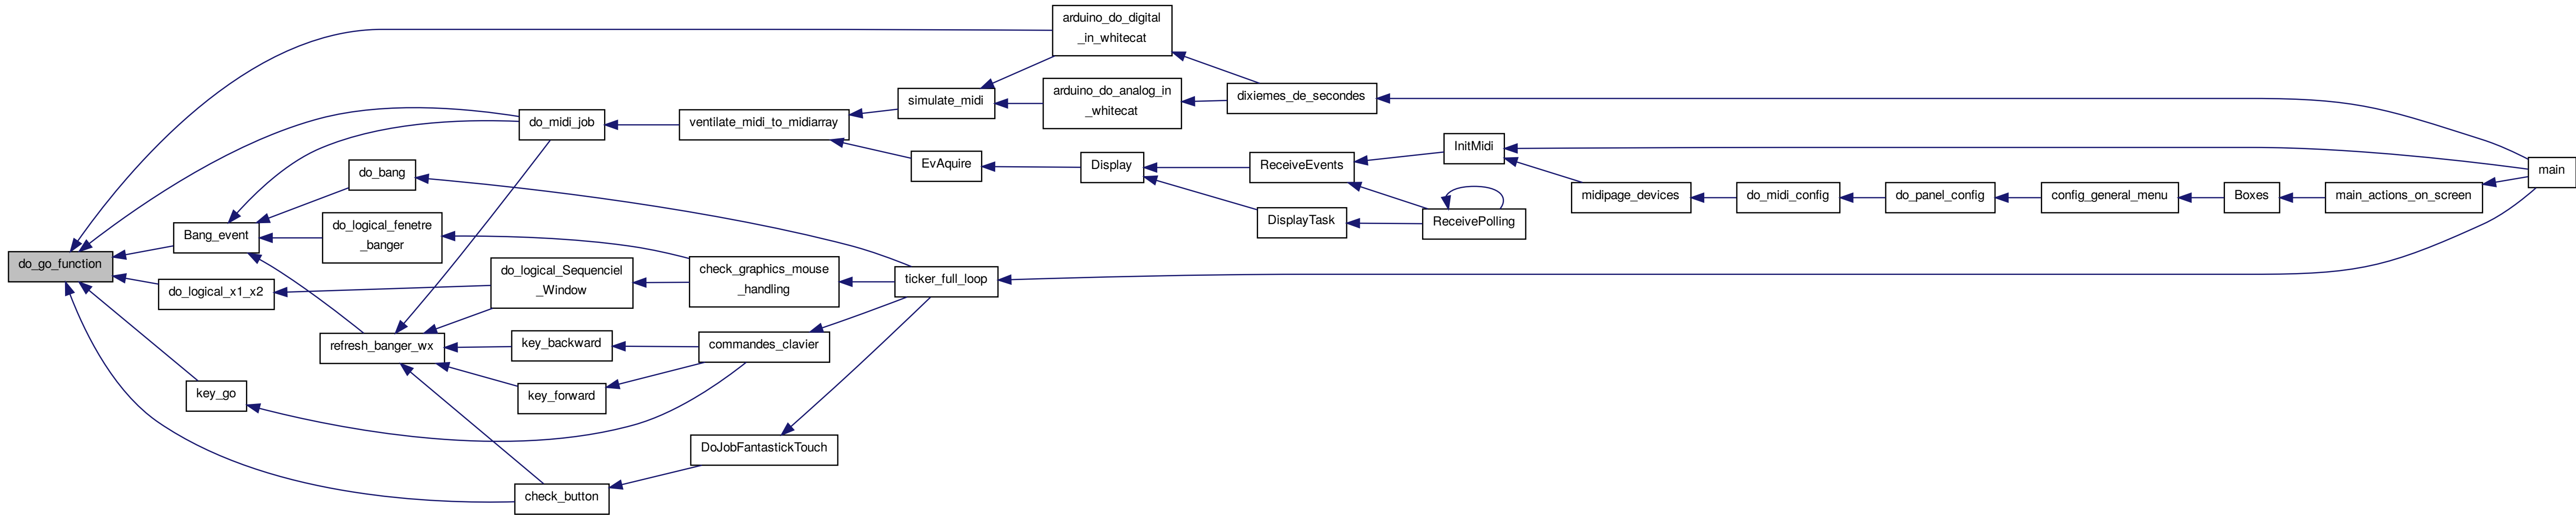 arduino_do_digital
_in_whitecat
simulate_midi
arduino_do_analog_in
_whitecat
dixiemes_de_secondes
do_midi_job
ventilate_midi_to_midiarray
InitMidi
EvAquire
Display
ReceiveEvents
main
do_bang
midipage_devices
do_midi_config
do_panel_config
config_general_menu
Boxes
main_actions_on_screen
DisplayTask
ReceivePolling
Bang_event
do_logical_fenetre
_banger
do_go_function
do_logical_x1_x2
do_logical_Sequenciel
_Window
check_graphics_mouse
_handling
ticker_full_loop
refresh_banger_wx
key_backward
commandes_clavier
key_go
key_forward
DoJobFantastickTouch
check_button